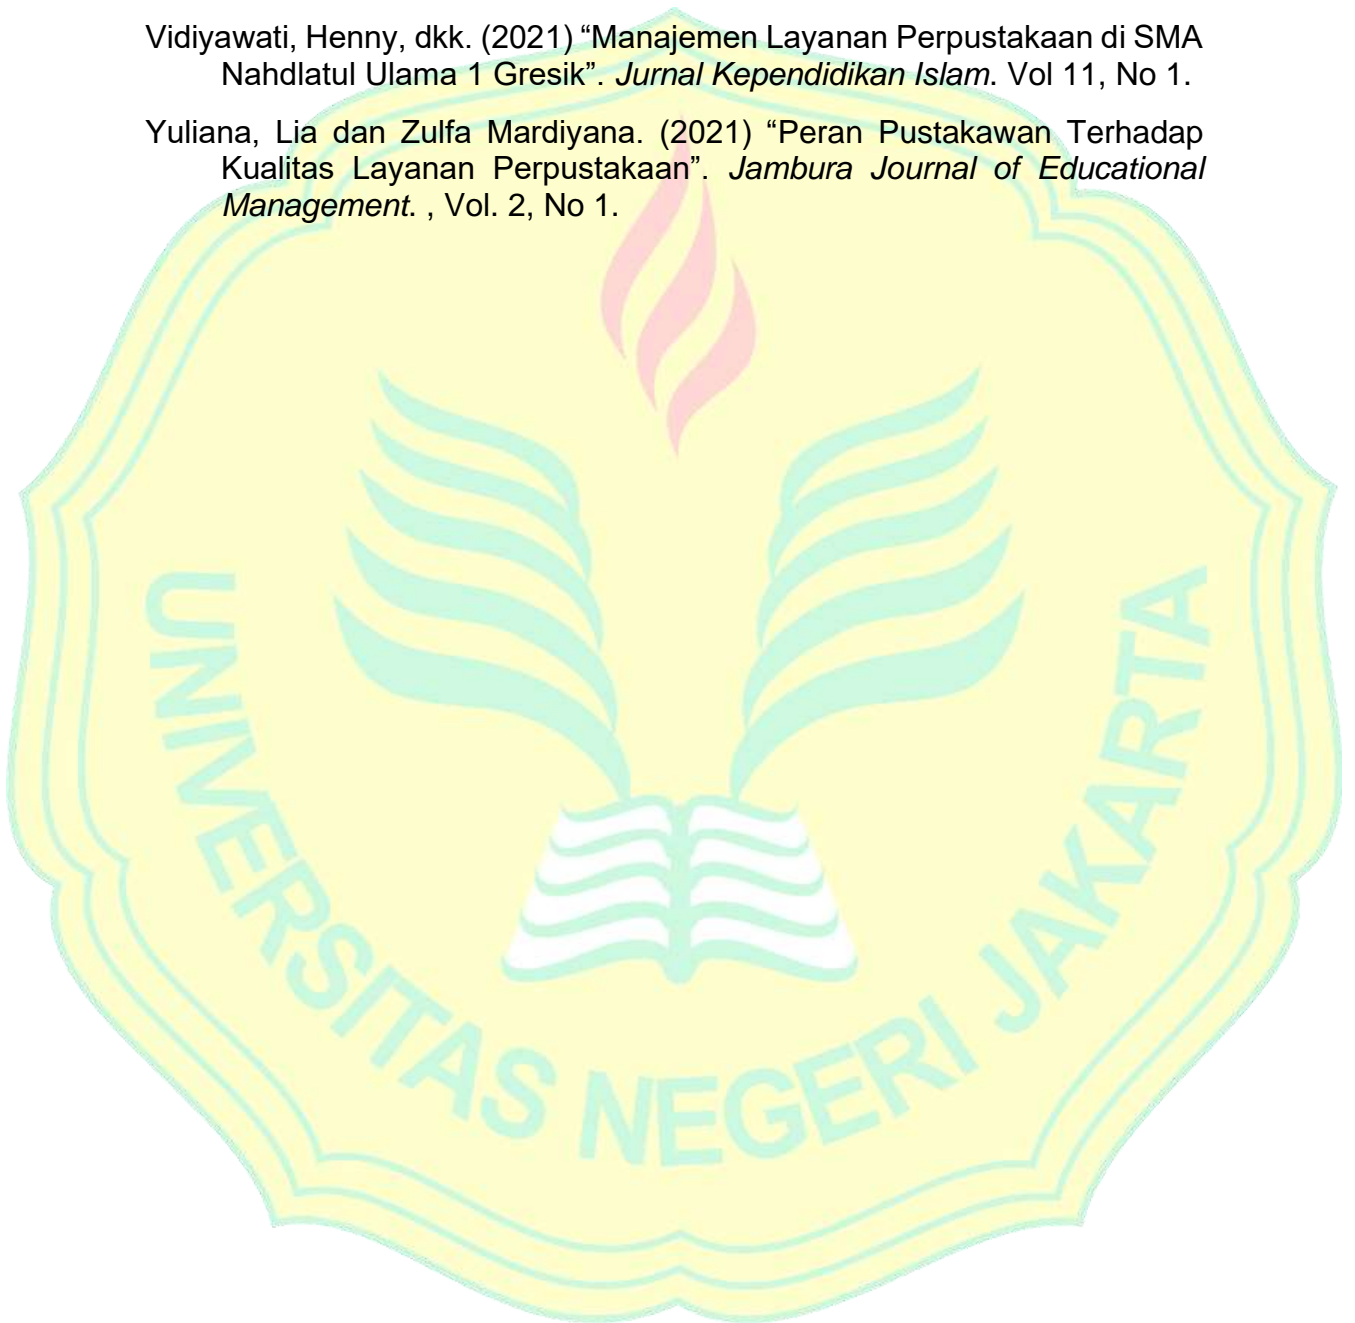 Vidiyawati, Henny, dkk. (2021) “Manajemen Layanan Perpustakaan di SMA
Nahdlatul Ulama 1 Gresik”. Jurnal Kependidikan Islam. Vol 11, No 1.
Yuliana, Lia dan Zulfa Mardiyana. (2021) “Peran Pustakawan Terhadap
Kualitas Layanan Perpustakaan”. Jambura Journal of Educational
Management. , Vol. 2, No 1.
UNIVERSITAS NEGERI JAKARTA